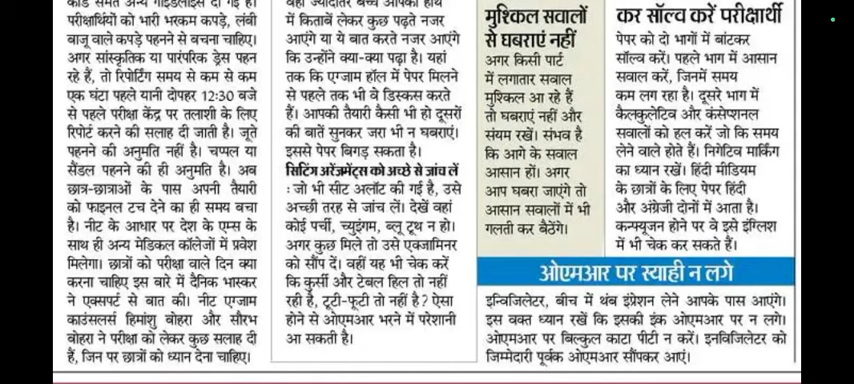 कोड समेत अन्य गाइडलाइंस दी गई है।
परीक्षार्थियों को भारी भरकम कपड़े, लंबी
बाजू वाले कपड़े पहनने से बचना चाहिए।
अगर सांस्कृतिक या पारंपरिक ड्रेस पहन
रहे हैं, तो रिपोर्टिंग समय से कम से कम
एक घंटा पहले यानी दोपहर 12:30 बजे
से पहले परीक्षा केंद्र पर तलाशी के लिए
रिपोर्ट करने की सलाह दी जाती है। जूते
पहनने की अनुमति नहीं है। चप्पल या
सैंडल पहनने की ही अनुमति है। अब
छात्र-छात्राओं के पास अपनी तैयारी
को फाइनल टच देने का ही समय बचा
है। नीट के आधार पर देश के एम्स के
साथ ही अन्य मेडिकल कॉलेजों में प्रवेश
मिलेगा। छात्रों को परीक्षा वाले दिन क्या
करना चाहिए इस बारे में दैनिक भास्कर
ने एक्सपर्ट से बात की। नीट एग्जाम
काउंसलर्स हिमांशु बोहरा और सौरभ
बोहरा ने परीक्षा को लेकर कुछ सलाह दी
है, जिन पर छात्रों को ध्यान देना चाहिए।
वहां ज्यादातर बच्चे आपको हाथ
में किताबें लेकर कुछ पढ़ते नजर
आएंगे या ये बात करते नजर आएंगे
कि उन्होंने क्या-क्या पढ़ा है। यहां
तक कि एग्जाम हॉल में पेपर मिलने
से पहले तक भी वे डिस्कस करते
हैं। आपकी तैयारी कैसी भी हो दूसरों
की बातें सुनकर जरा भी न घबराएं।
इससे पेपर बिगड़ सकता है।
सिटिंग अरेंजमेंट्स को अच्छे से जांच लें
: जो भी सीट अलॉट की गई है, उसे
अच्छी तरह से जांच लें। देखें वहां
कोई पर्ची, च्युइंगम, ब्लू टूथ न हो।
अगर कुछ मिले तो उसे एक्जामिनर
को सौंप दें। वहीं यह भी चेक करें
कि कुर्सी और टेबल हिल तो नहीं
रही है, टूटी-फूटी तो नहीं है? ऐसा
होने से ओएमआर भरने में परेशानी
आ सकती है।
मुश्किल सवालों
से घबराएं नहीं
अगर किसी पार्ट
में लगातार सवाल
मुश्किल आ रहे हैं
तो घबराएं नहीं और
संयम रखें। संभव है
कि आगे के सवाल
आसान हों। अगर
आप घबरा जाएंगे तो
आसान सवालों में भी
गलती कर बैठेंगे।
कर सॉल्व करें परीक्षार्थी
पेपर को दो भागों में बांटकर
सॉल्व करें। पहले भाग में आसान
सवाल करें, जिनमें समय
कम लग रहा है। दूसरे भाग में
कैलकुलेटिव और कंसेप्शनल
सवालों को हल करें जो कि समय
लेने वाले होते हैं। निगेटिव मार्किंग
का ध्यान रखें। हिंदी मीडियम
के छात्रों के लिए पेपर हिंदी
और अंग्रेजी दोनों में आता है।
कन्फ्यूजन होने पर वे इसे इंग्लिश
में भी चेक कर सकते हैं।
ओएमआर पर स्याही न लगे
इन्विजिलेटर, बीच में थंब इंप्रेशन लेने आपके पास आएंगे।
इस वक्त ध्यान रखें कि इसकी इंक ओएमआर पर न लगे।
ओएमआर पर बिल्कुल काटा पीटी न करें। इनविजिलेटर को
जिम्मेदारी पूर्वक ओएमआर सौंपकर आएं।